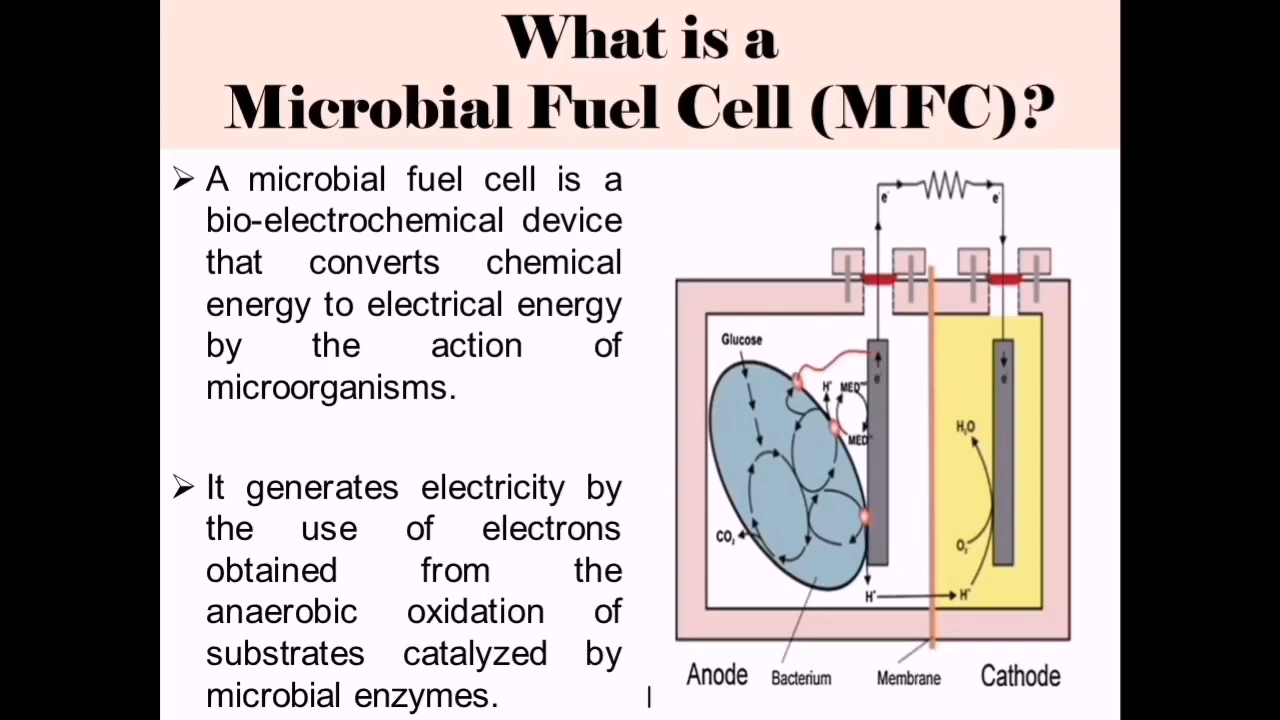 What is a
Microbial Fuel Cell (MFC)?
➢ A microbial fuel cell is a
bio-electrochemical device
that converts chemical
energy to electrical energy
by the action of
microorganisms.
➢ It generates electricity by
the use of electrons
obtained from the
anaerobic oxidation of
substrates catalyzed by
microbial enzymes.
e⁻ e⁻
Glucose
H⁺ MED
MED
e⁻ e⁻
H₂O
CO₂
O₂
H⁺ H⁺
Anode Bacterium Membrane Cathode